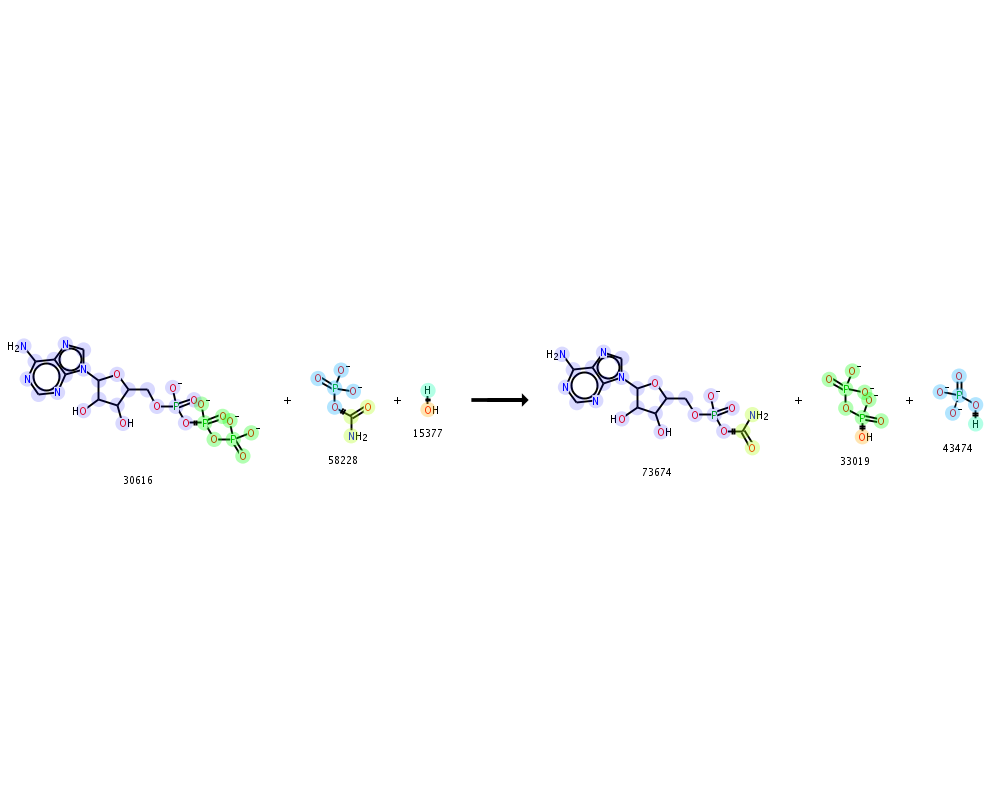 H2N N N N N O HO OH O O− P O O O− P O O O− P O− O
30616
+
O O− P O− O O NH2
58228
+
H OH
15377
H2N N N N N O HO OH O O− P O O NH2 O
73674
+
O O− P O− O O− P O OH
33019
+
O O− P O− O H
43474